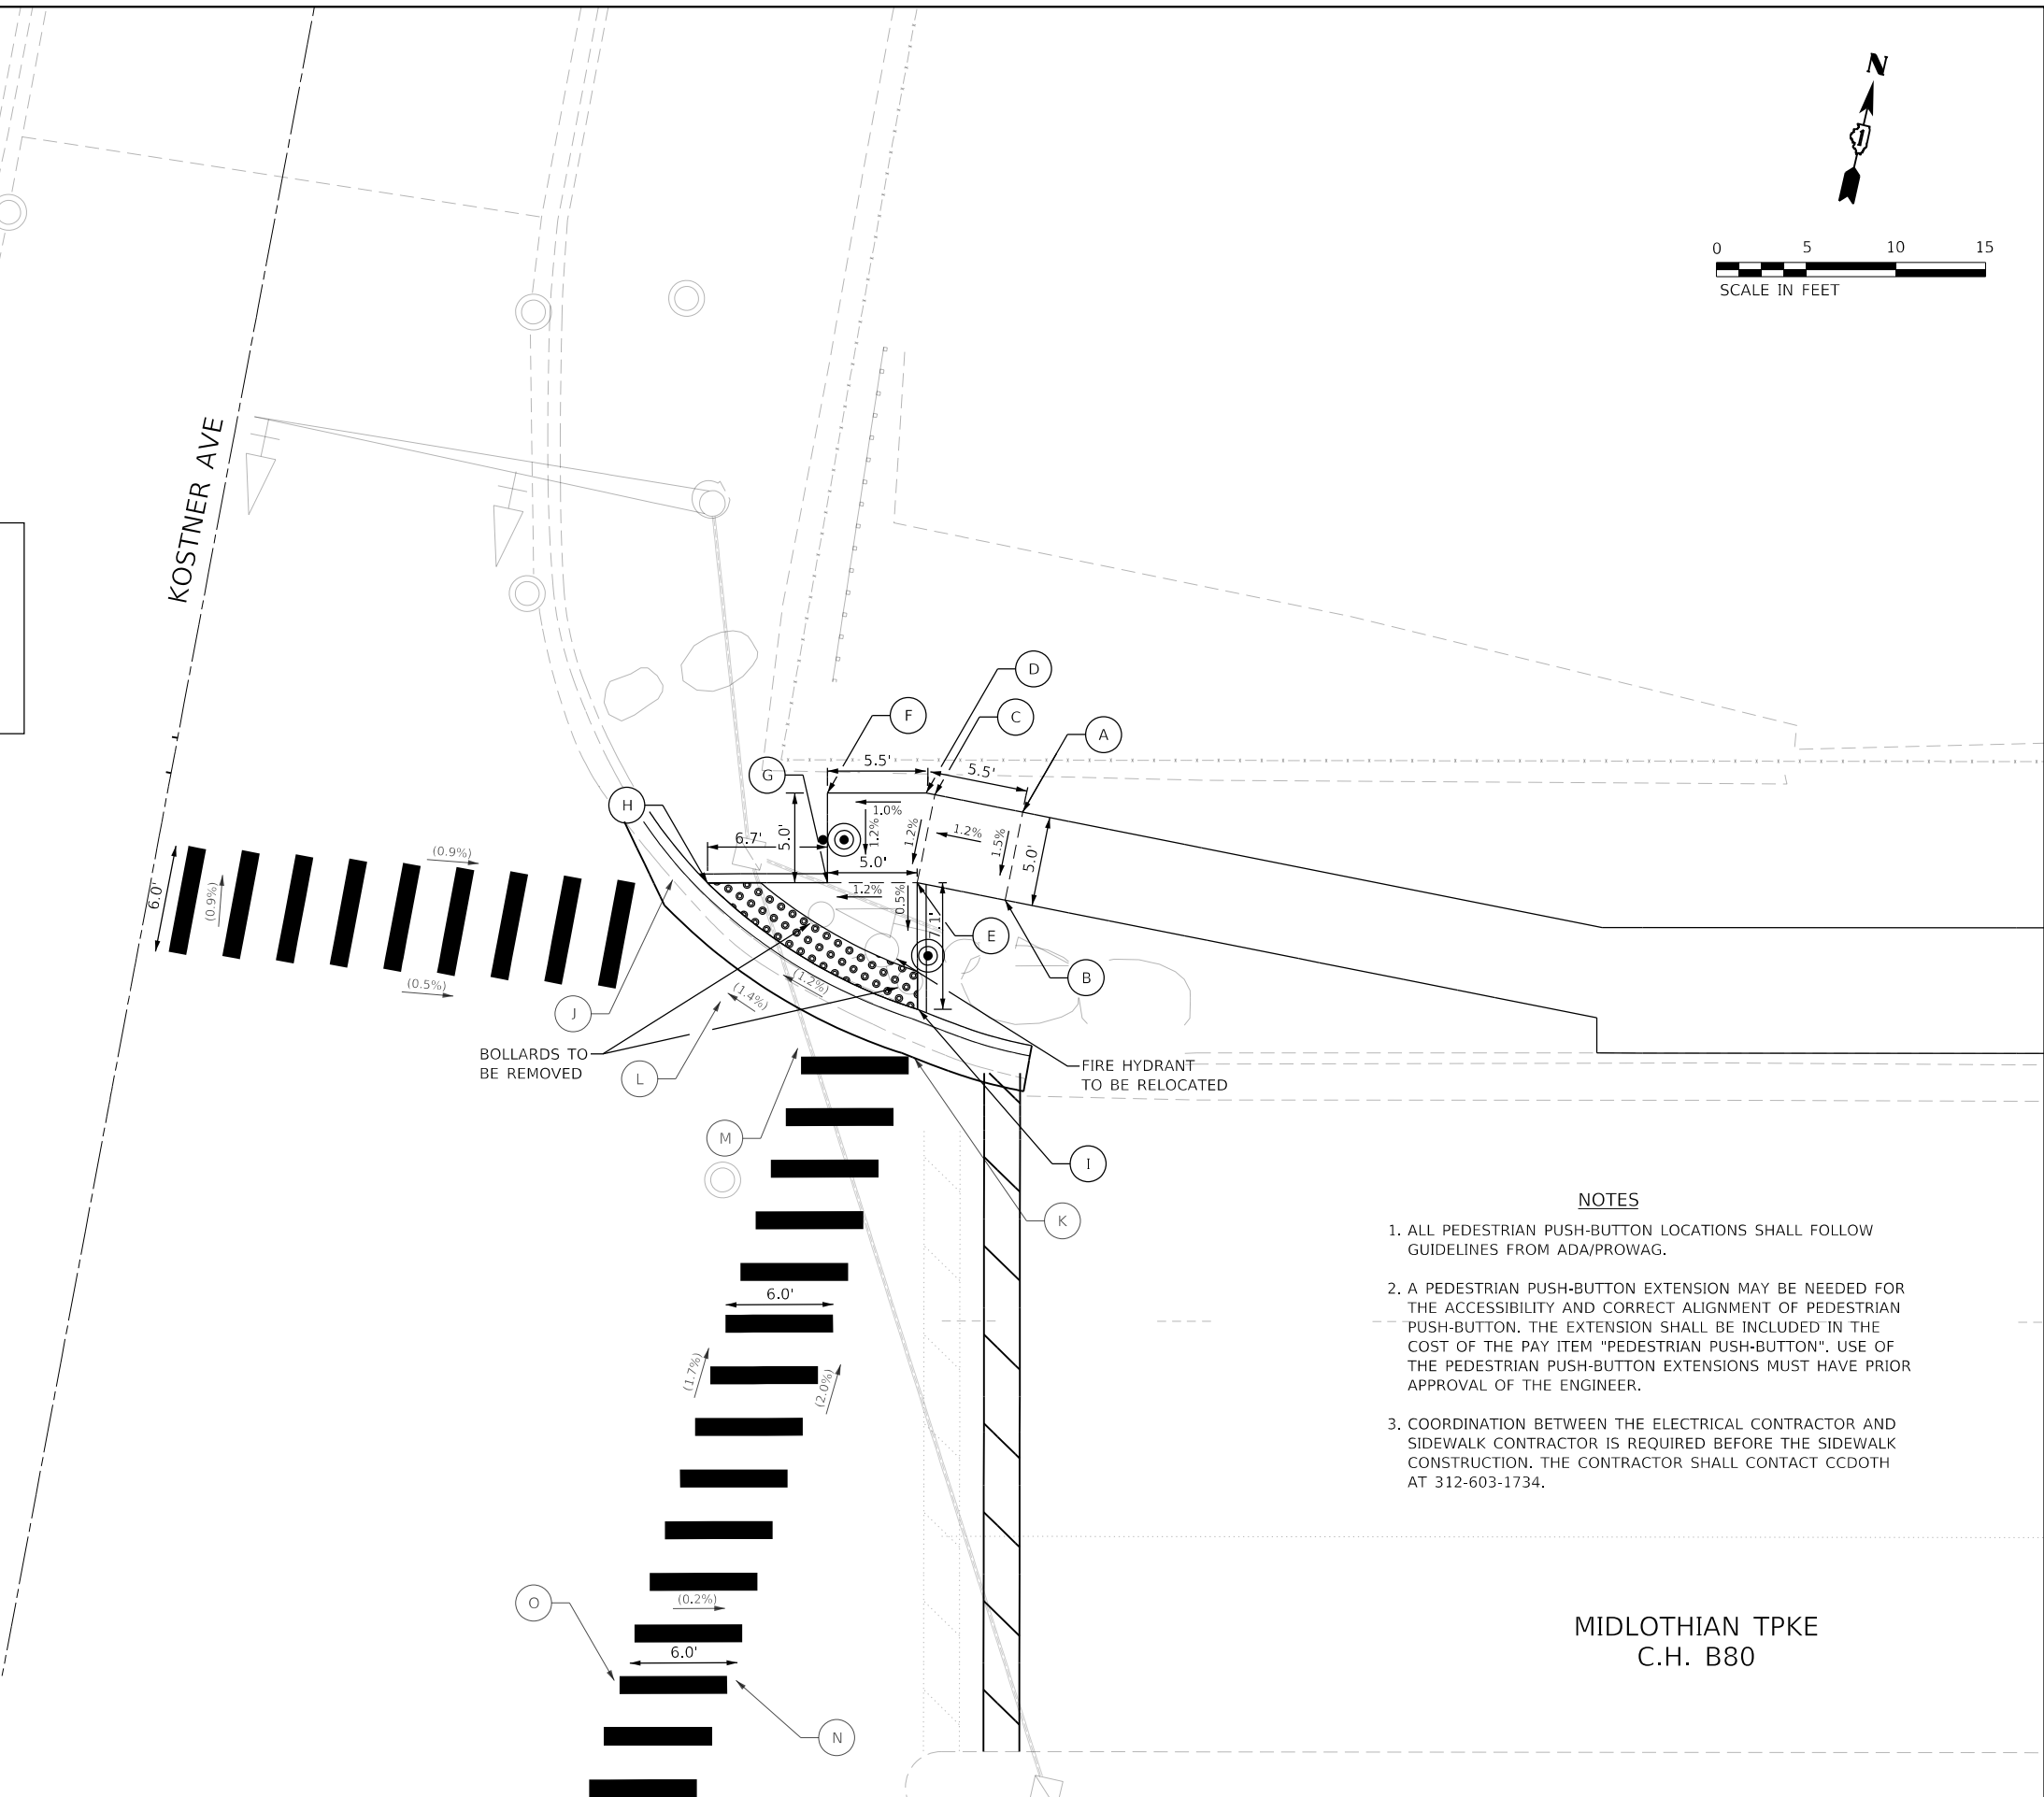 N
1
0 5 10 15
SCALE IN FEET
KOSTNER AVE
D
C
F
A
G
5.5'
5.5'
H
1.0%
1.2%
1.2%
1.2%
1.5%
6.7'
5.0'
5.0'
5.0'
(0.9%)
6.0'
(0.9%)
1.2%
0.5%
7.1'
E
B
(0.5%)
(1.2%)
(1.4%)
J
BOLLARDS TO
BE REMOVED
L
FIRE HYDRANT
TO BE RELOCATED
M
I
K
6.0'
(1.7%)
(2.0%)
NOTES
1. ALL PEDESTRIAN PUSH-BUTTON LOCATIONS SHALL FOLLOW
GUIDELINES FROM ADA/PROWAG.
2. A PEDESTRIAN PUSH-BUTTON EXTENSION MAY BE NEEDED FOR
THE ACCESSIBILITY AND CORRECT ALIGNMENT OF PEDESTRIAN
PUSH-BUTTON. THE EXTENSION SHALL BE INCLUDED IN THE
COST OF THE PAY ITEM "PEDESTRIAN PUSH-BUTTON". USE OF
THE PEDESTRIAN PUSH-BUTTON EXTENSIONS MUST HAVE PRIOR
APPROVAL OF THE ENGINEER.
3. COORDINATION BETWEEN THE ELECTRICAL CONTRACTOR AND
SIDEWALK CONTRACTOR IS REQUIRED BEFORE THE SIDEWALK
CONSTRUCTION. THE CONTRACTOR SHALL CONTACT CCDOTH
AT 312-603-1734.
O
(0.2%)
6.0'
N
MIDLOTHIAN TPKE
C.H. B80